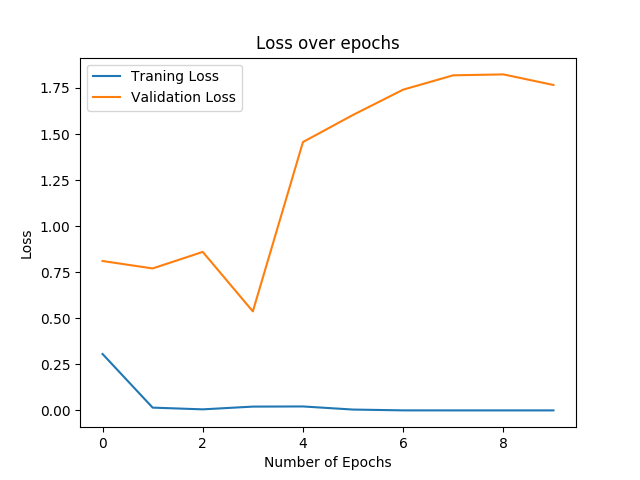 Loss over epochs
Traning Loss
Validation Loss
1.75
1.50
1.25
1.00
0.75
0.50
0.25
0.00
Loss
0 2 4 6 8
Number of Epochs